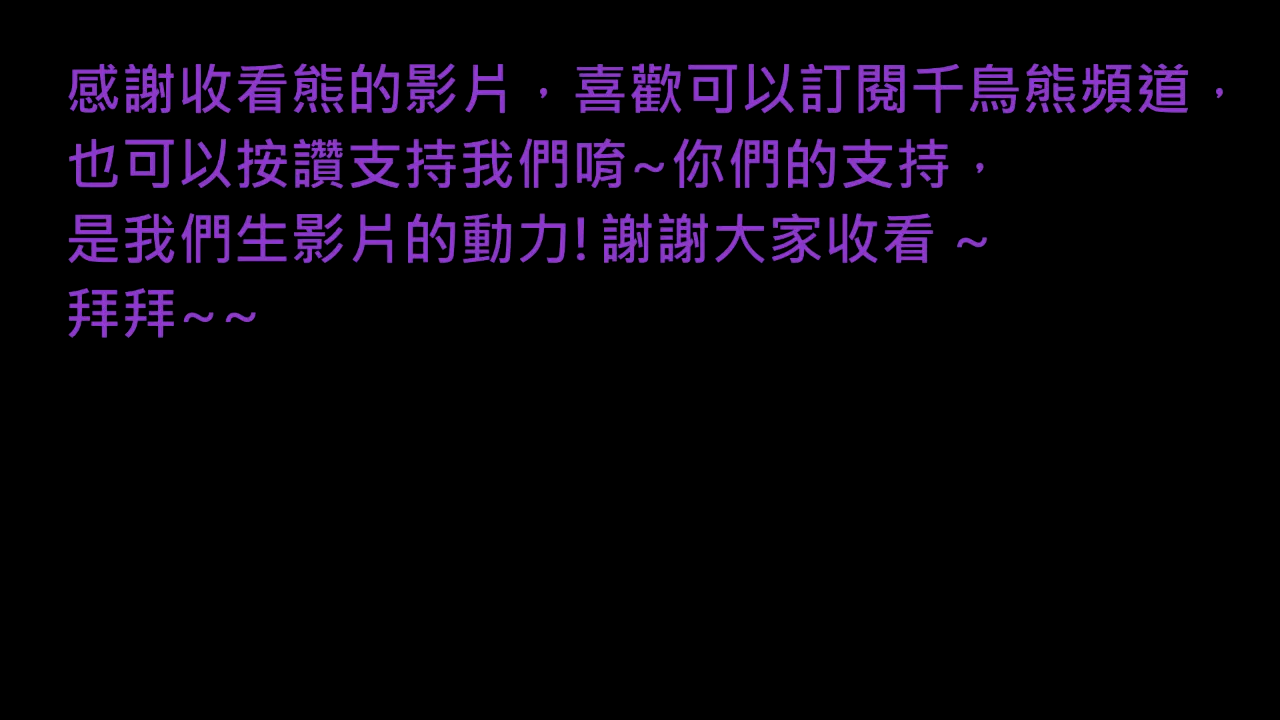 感謝收看熊的影片，喜歡可以訂閱千鳥熊頻道，
也可以按讚支持我們唷~你們的支持，
是我們生影片的動力! 謝謝大家收看 ~
拜拜~~